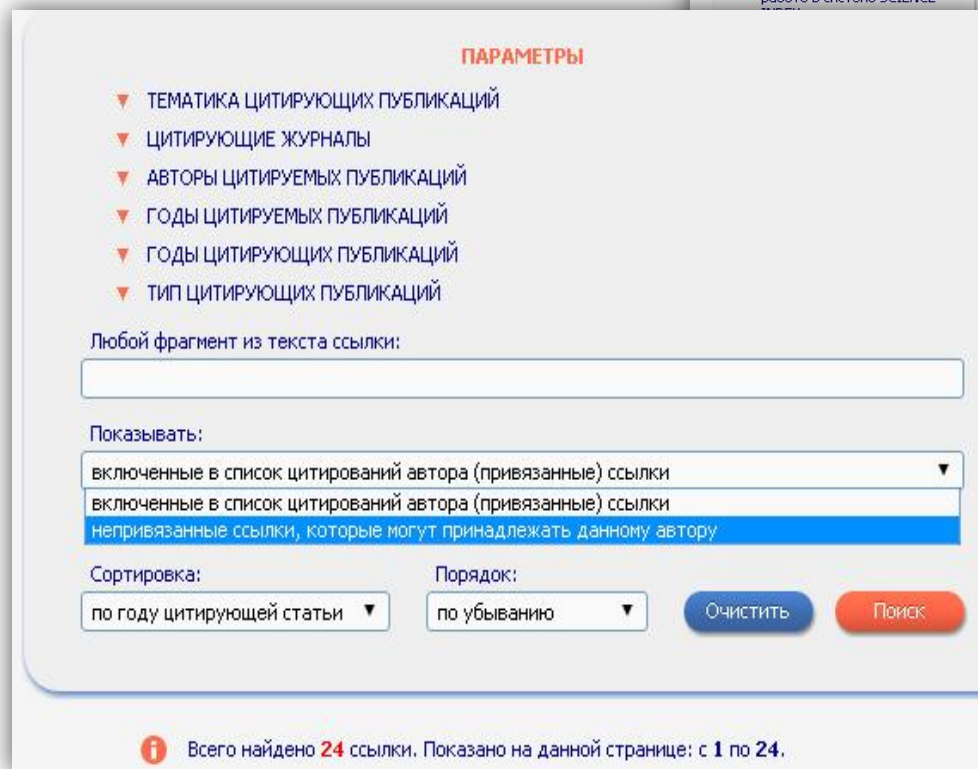 работе в системе SCIENCE
ПАРАМЕТРЫ
ТЕМАТИКА ЦИТИРУЮЩИХ ПУБЛИКАЦИЙ
ЦИТИРУЮЩИЕ ЖУРНАЛЫ
АВТОРЫ ЦИТИРУЕМЫХ ПУБЛИКАЦИЙ
ГОДЫ ЦИТИРУЕМЫХ ПУБЛИКАЦИЙ
ГОДЫ ЦИТИРУЮЩИХ ПУБЛИКАЦИЙ
ТИП ЦИТИРУЮЩИХ ПУБЛИКАЦИЙ
Любой фрагмент из текста ссылки:
Показывать:
включенные в список цитирований автора (привязанные) ссылки
включенные в список цитирований автора (привязанные) ссылки
непривязанные ссылки, которые могут принадлежать данному автору
Сортировка: Порядок:
по году цитирующей статьи по убыванию Очистить Поиск
Всего найдено 24 ссылки. Показано на данной странице: с 1 по 24.